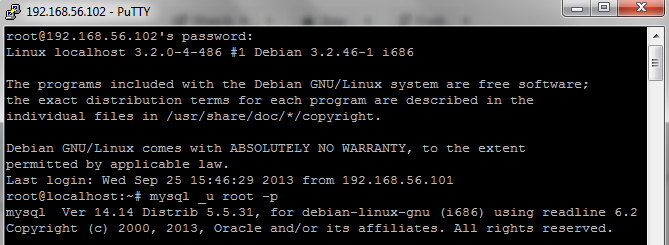 192.168.56.102 - PuTTY
root@192.168.56.102's password:
Linux localhost 3.2.0-4-486 #1 Debian 3.2.46-1 i686
The programs included with the Debian GNU/Linux system are free software;
the exact distribution terms for each program are described in the
individual files in /usr/share/doc/*/copyright.
Debian GNU/Linux comes with ABSOLUTELY NO WARRANTY, to the extent
permitted by applicable law.
Last login: Wed Sep 25 15:46:29 2013 from 192.168.56.101
root@localhost:~# mysql _u root -p
mysql  Ver 14.14 Distrib 5.5.31, for debian-linux-gnu (i686) using readline 6.2
Copyright (c) 2000, 2013, Oracle and/or its affiliates. All rights reserved.